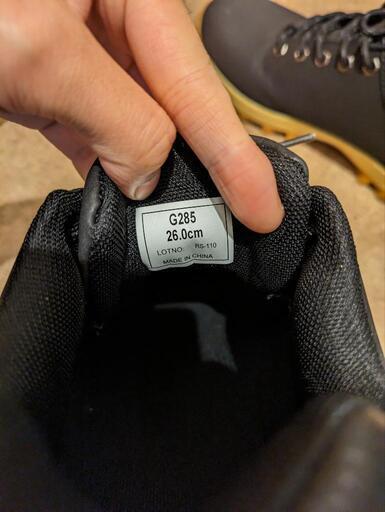 G285
26.0cm
LOTNO: RS-110
MADE IN CHINA